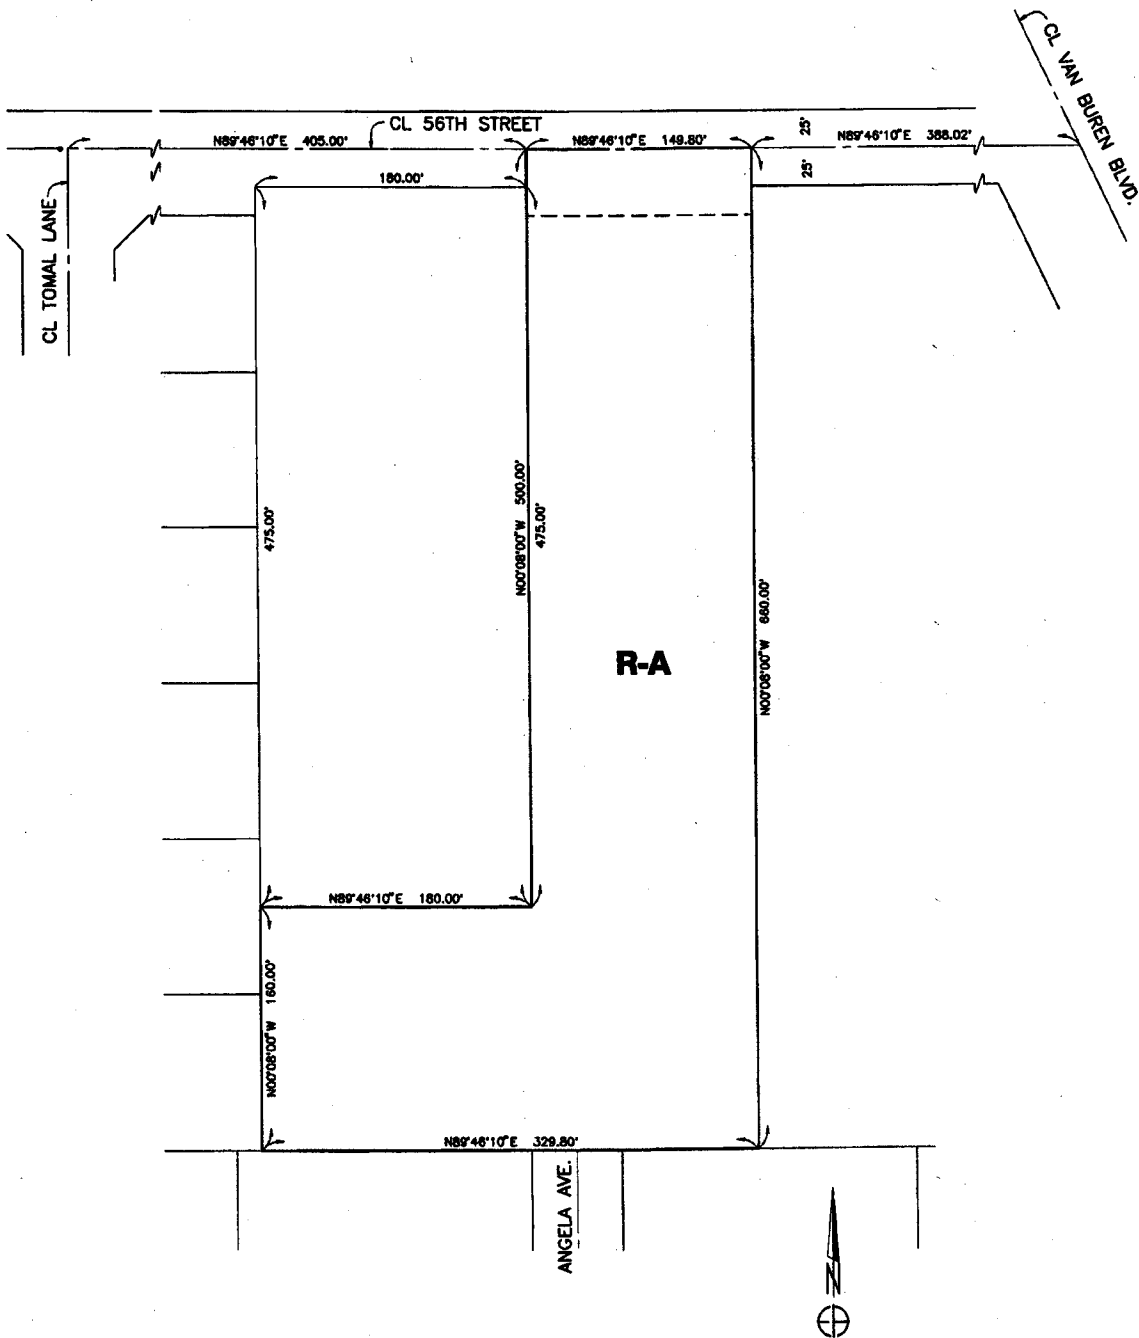 CL VAN BUREN BLVD.
CL 56TH STREET
N89°46'10"E 405.00'
N89°46'10"E 149.80'
25'
N89°46'10"E 388.02'
25'
180.00'
CL TOMAL LANE
475.00'
N00°08'00"W 500.00'
475.00'
N00°08'00"W 660.00'
R-A
N89°46'10"E 180.00'
N00°08'00"W 160.00'
N89°46'10"E 329.80'
ANGELA AVE.
N